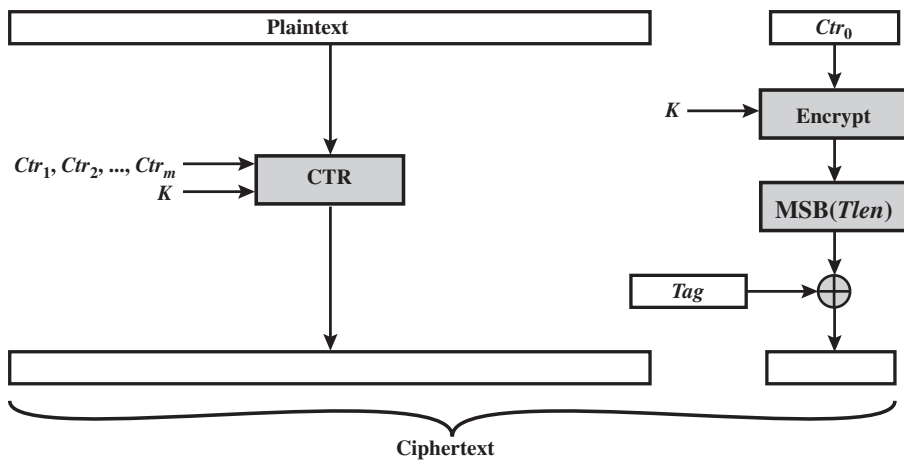 Plaintext
Ctr0
K
Encrypt
Ctr1, Ctr2, ..., Ctrm
K
CTR
MSB(Tlen)
Tag
Ciphertext